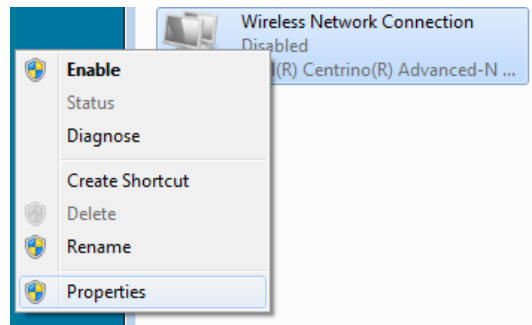 Wireless Network Connection
Disabled
(R) Centrino(R) Advanced-N ...
Enable
Status
Diagnose
Create Shortcut
Delete
Rename
Properties